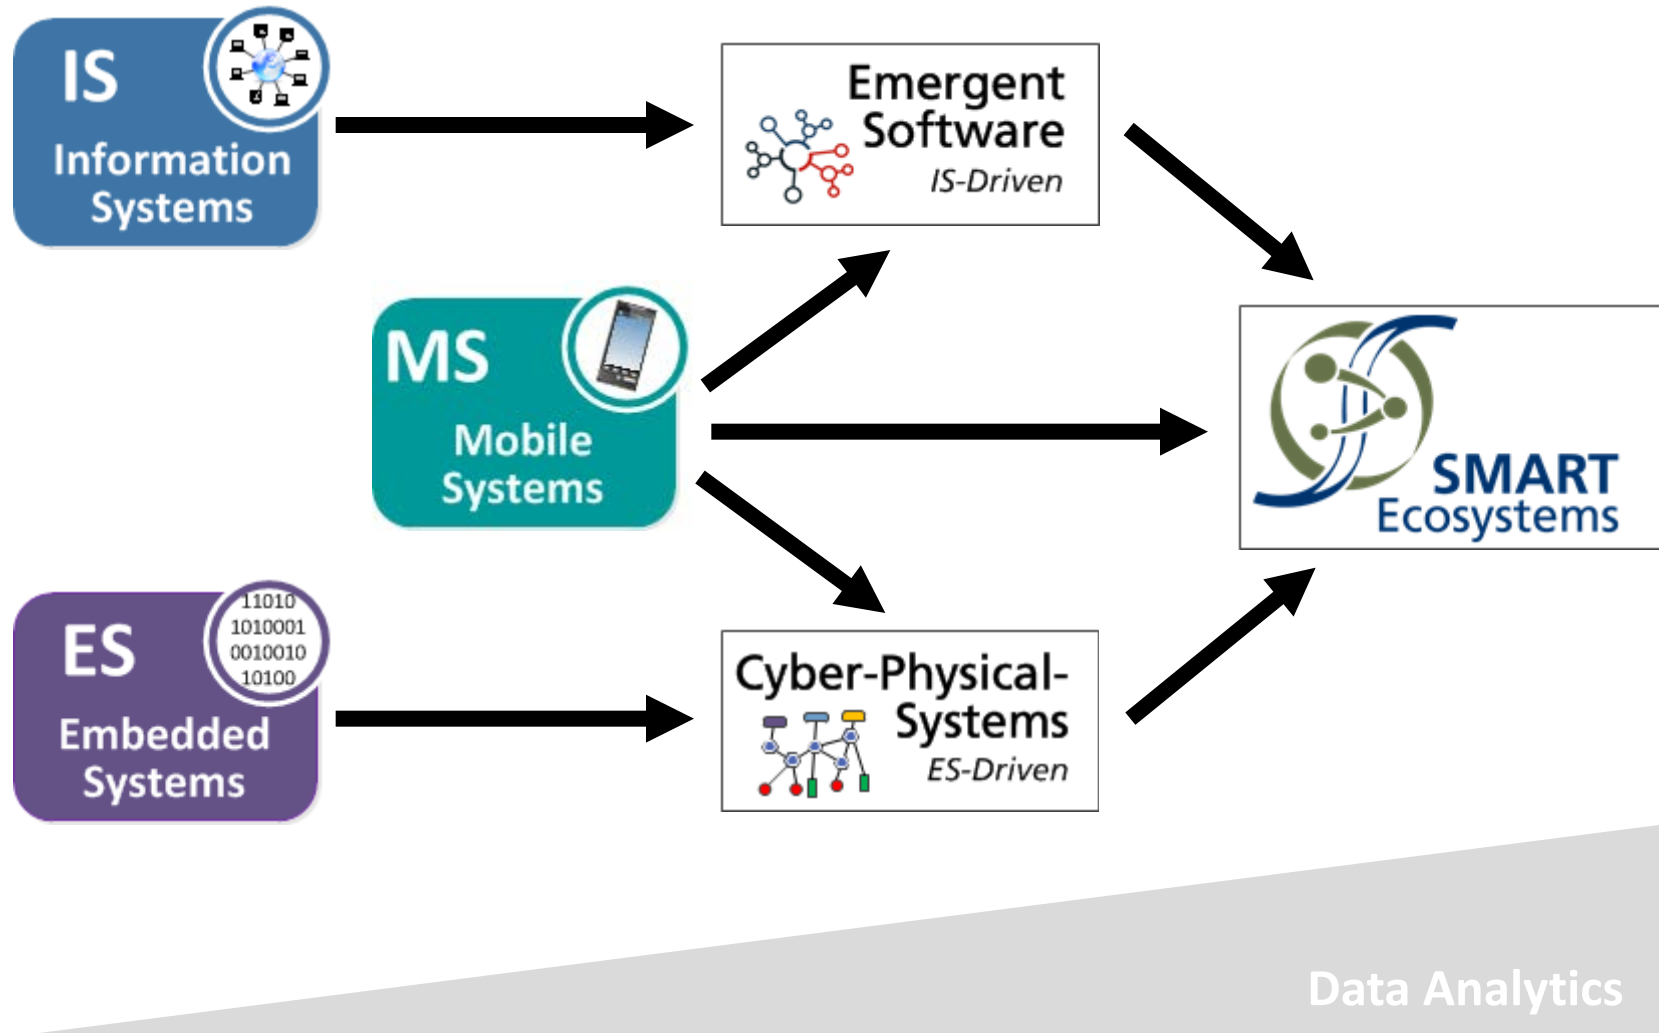 IS
Information
Systems
Emergent
Software
IS-Driven
MS
Mobile
Systems
SMART
Ecosystems
ES
11010
1010001
0010010
10100
Embedded
Systems
Cyber-Physical-
Systems
ES-Driven
Data Analytics